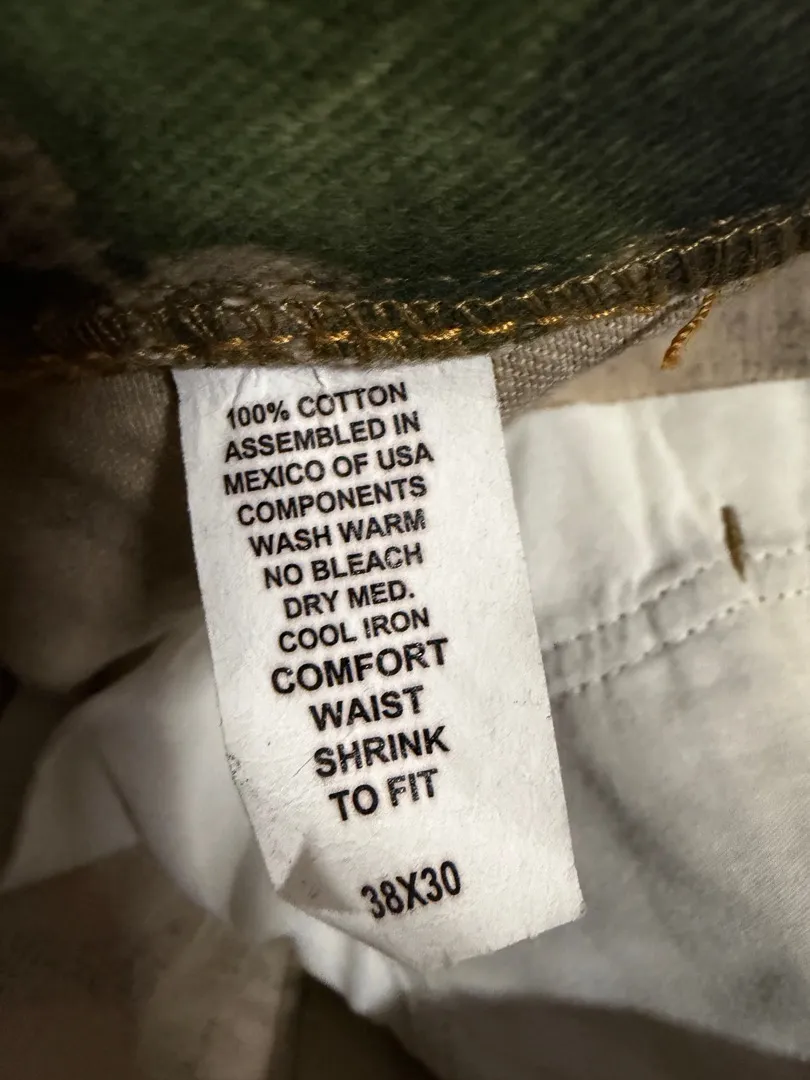 100% COTTON
ASSEMBLED IN
MEXICO OF USA
COMPONENTS
WASH WARM
NO BLEACH
DRY MED.
COOL IRON
COMFORT
WAIST
SHRINK
TO FIT
38X30